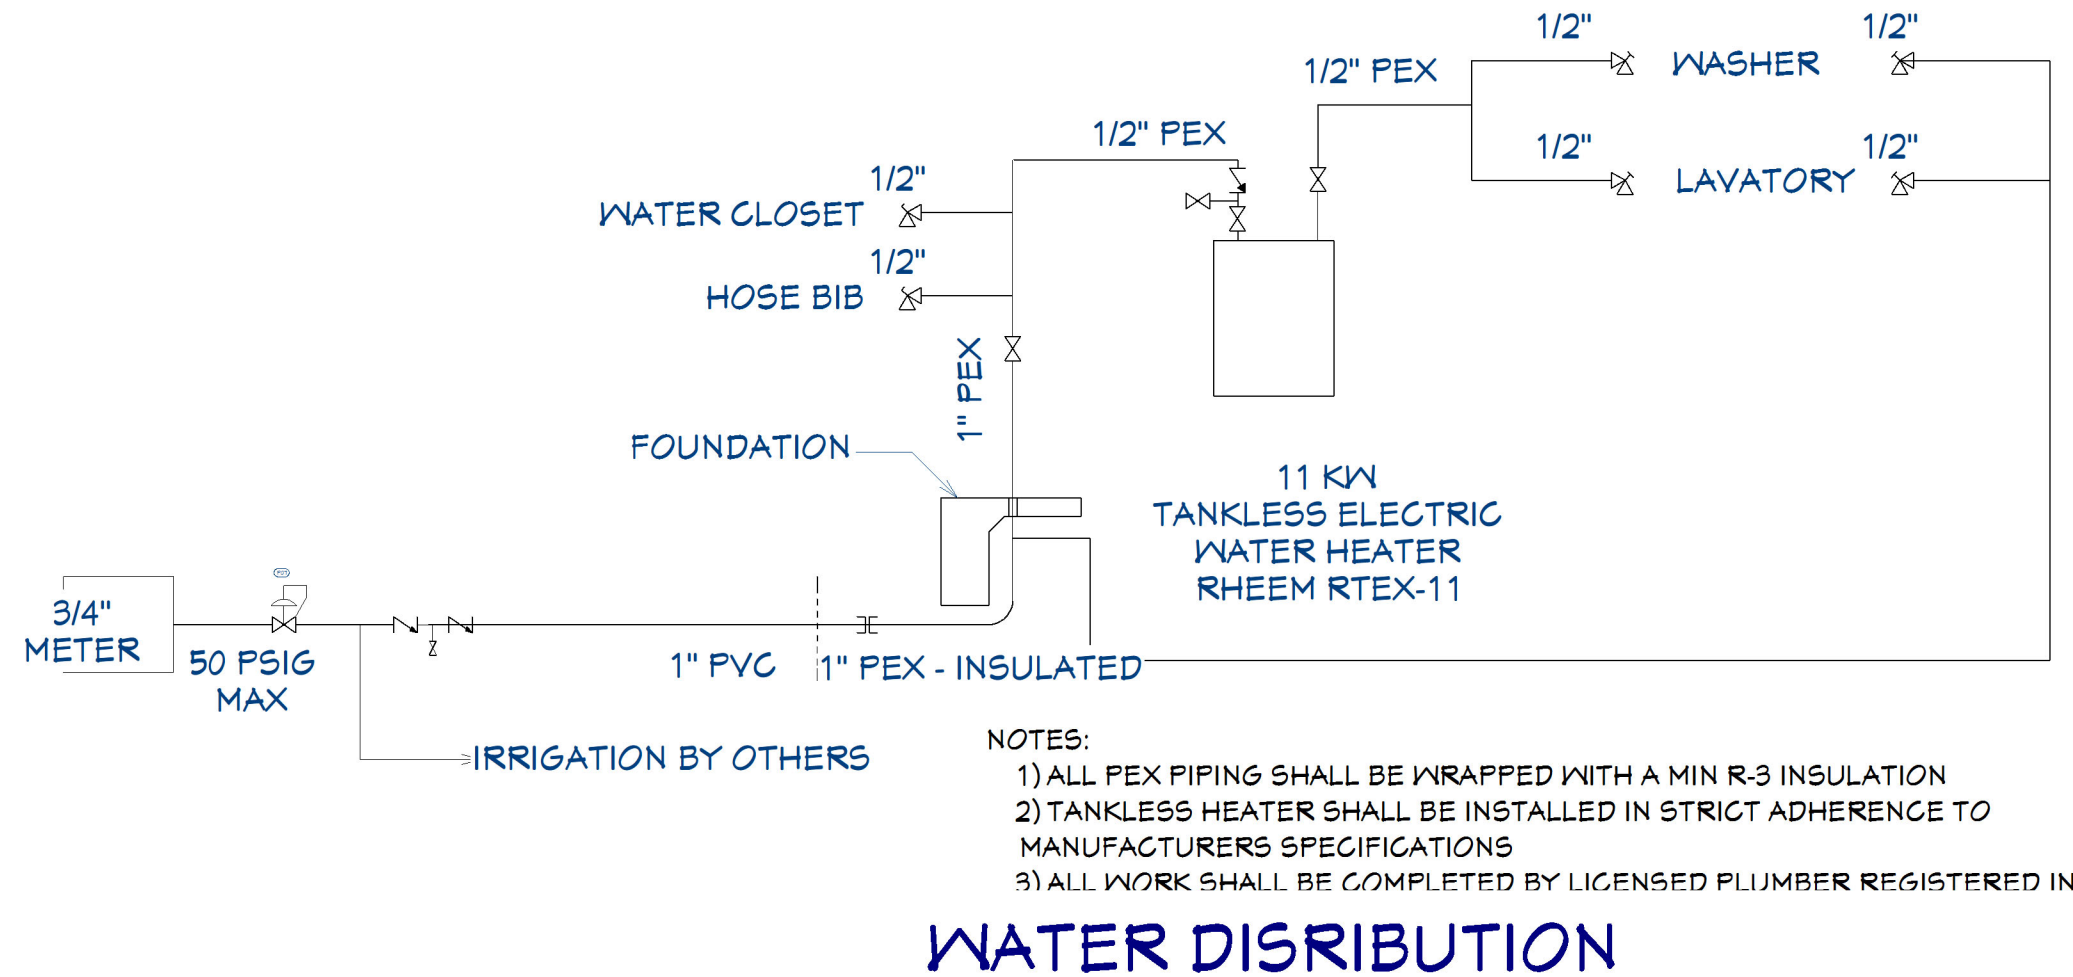 1/2"
1/2"
1/2" PEX
WASHER
1/2" PEX
1/2"
1/2"
1/2"
WATER CLOSET
LAVATORY
1/2"
HOSE BIB
1" PEX
FOUNDATION
11 KW
TANKLESS ELECTRIC
WATER HEATER
RHEEM RTEX-11
3/4"
METER
50 PSIG
MAX
1" PVC
1" PEX - INSULATED
IRRIGATION BY OTHERS
NOTES:
1) ALL PEX PIPING SHALL BE WRAPPED WITH A MIN R-3 INSULATION
2) TANKLESS HEATER SHALL BE INSTALLED IN STRICT ADHERENCE TO
MANUFACTURERS SPECIFICATIONS
3) ALL WORK SHALL BE COMPLETED BY LICENSED PLUMBER REGISTERED IN
WATER DISRIBUTION